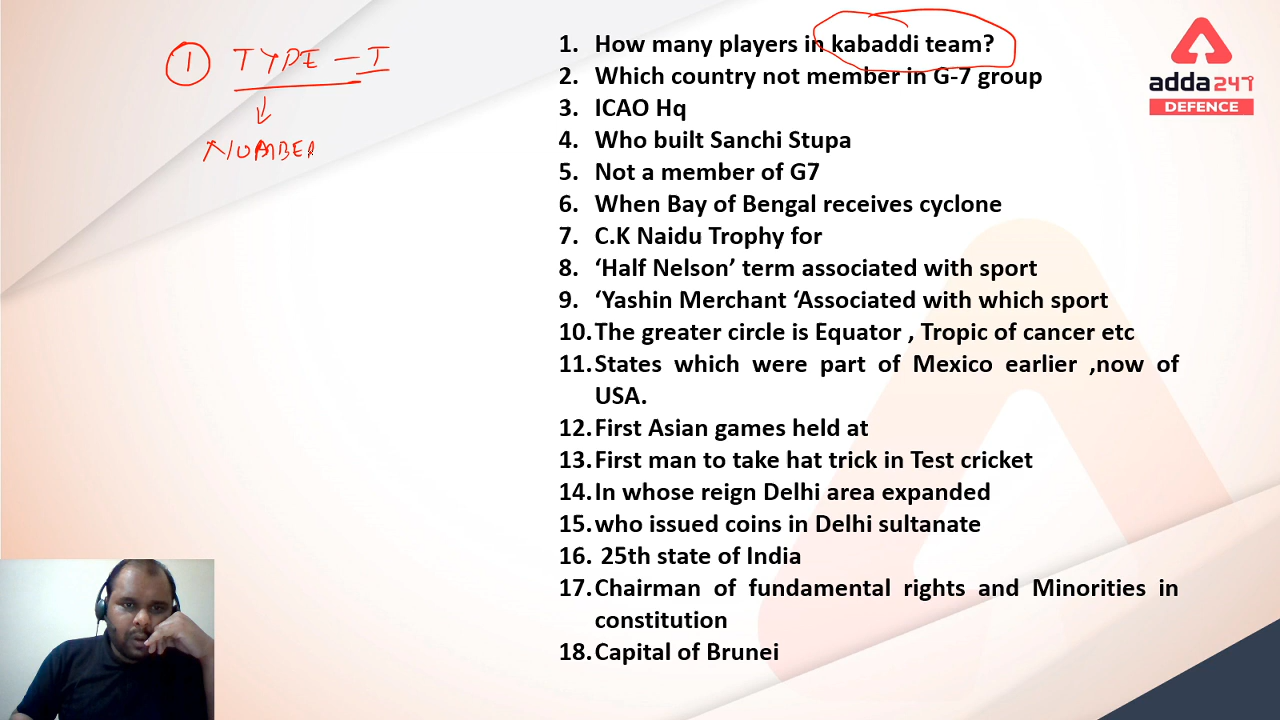 ① TYPE - I
NUMBER
1. How many players in kabaddi team?
2. Which country not member in G-7 group
3. ICAO Hq
4. Who built Sanchi Stupa
5. Not a member of G7
6. When Bay of Bengal receives cyclone
7. C.K Naidu Trophy for
8. ‘Half Nelson’ term associated with sport
9. ‘Yashin Merchant ‘Associated with which sport
10. The greater circle is Equator , Tropic of cancer etc
11. States which were part of Mexico earlier ,now of
USA.
12. First Asian games held at
13. First man to take hat trick in Test cricket
14. In whose reign Delhi area expanded
15. who issued coins in Delhi sultanate
16. 25th state of India
17. Chairman of fundamental rights and Minorities in
constitution
18. Capital of Brunei
adda247
DEFENCE